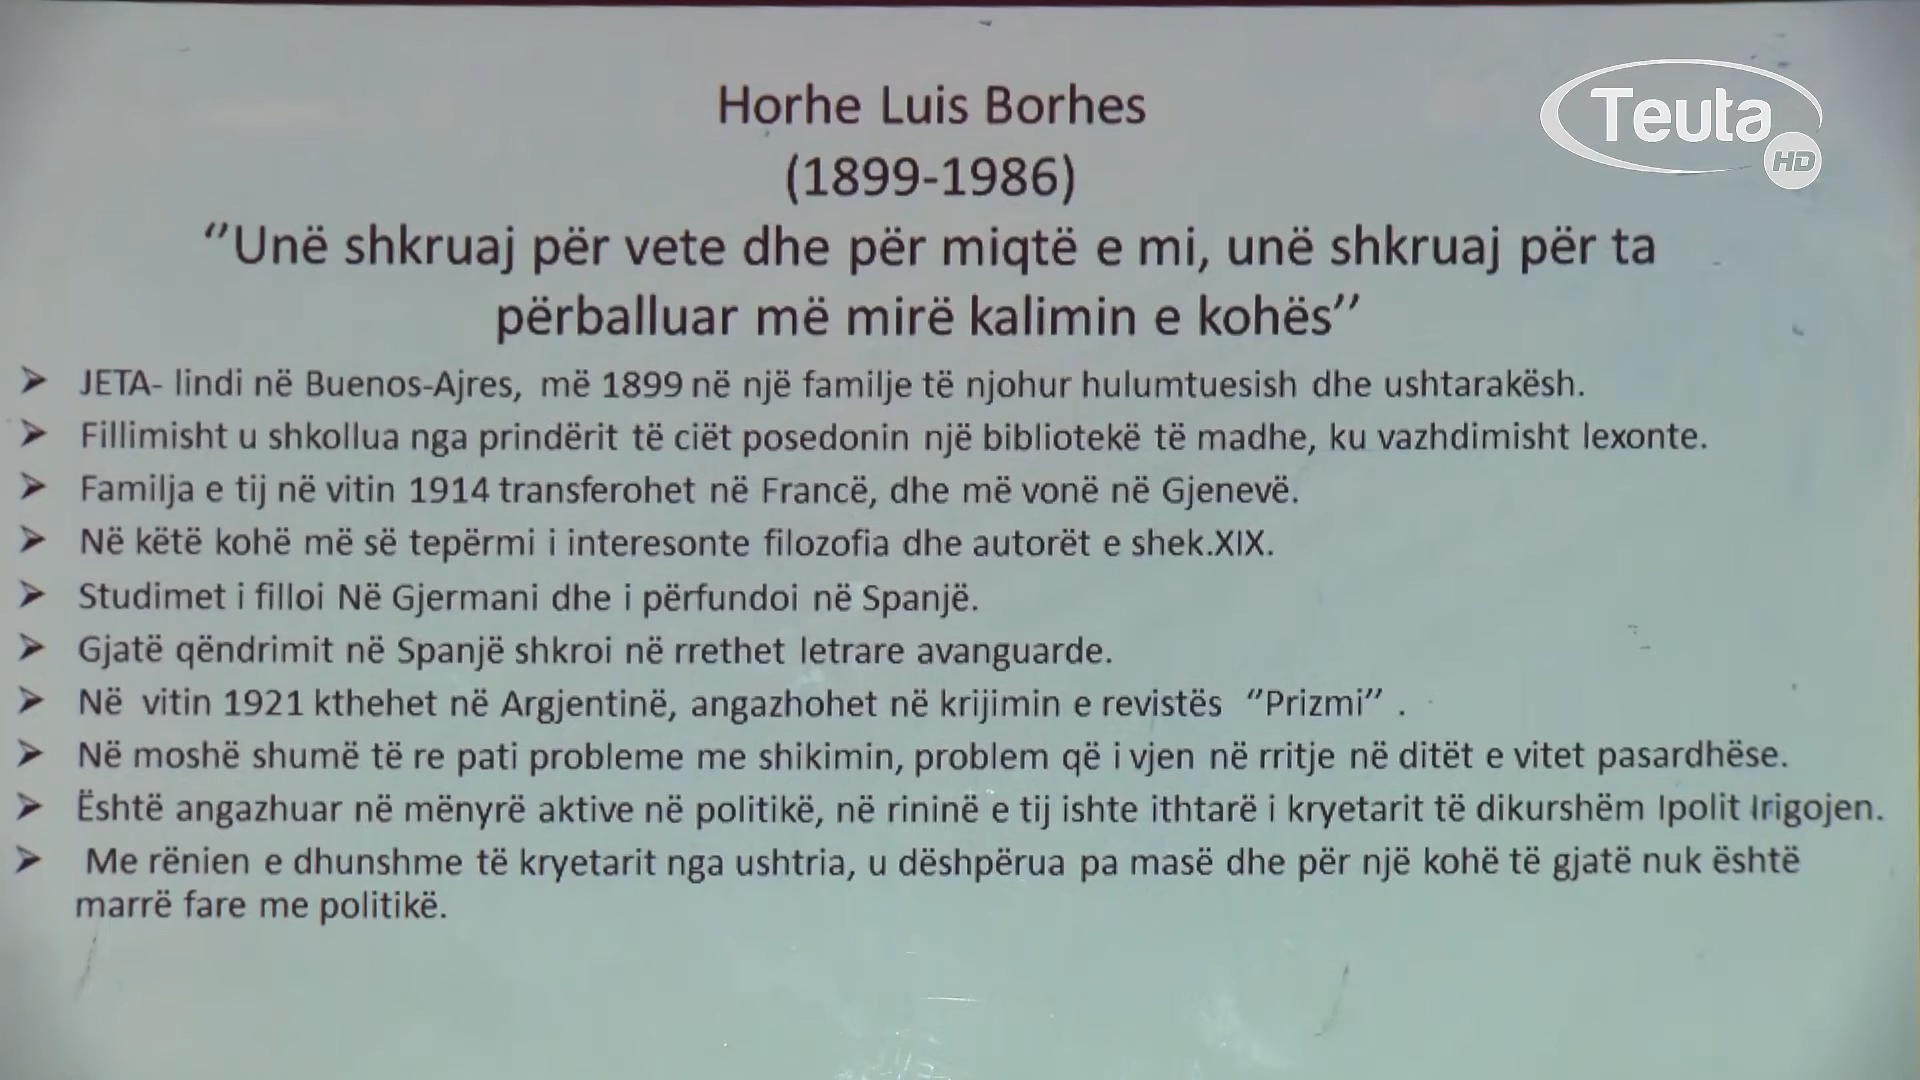 Horhe Luis Borhes
(1899-1986)
‘’Unë shkruaj për vete dhe për miqtë e mi, unë shkruaj për ta
përballuar më mirë kalimin e kohës’’
Teuta
HD
➢ JETA- lindi në Buenos-Ajres, më 1899 në një familje të njohur hulumtuesish dhe ushtarakësh.
➢ Fillimisht u shkollua nga prindërit të ciët posedonin një bibliotekë të madhe, ku vazhdimisht lexonte.
➢ Familja e tij në vitin 1914 transferohet në Francë, dhe më vonë në Gjenevë.
➢ Në këtë kohë më së tepërmi i interesonte filozofia dhe autorët e shek.XIX.
➢ Studimet i filloi Në Gjermani dhe i përfundoi në Spanjë.
➢ Gjatë qëndrimit në Spanjë shkroi në rrethet letrare avanguarde.
➢ Në vitin 1921 kthehet në Argjentinë, angazhohet në krijimin e revistës ‘’Prizmi’’ .
➢ Në moshë shumë të re pati probleme me shikimin, problem që i vjen në rritje në ditët e vitet pasardhëse.
➢ Është angazhuar në mënyrë aktive në politikë, në rininë e tij ishte ithtarë i kryetarit të dikurshëm Ipolit Irigojen.
➢ Me rënien e dhunshme të kryetarit nga ushtria, u dëshpërua pa masë dhe për një kohë të gjatë nuk është
marrë fare me politikë.